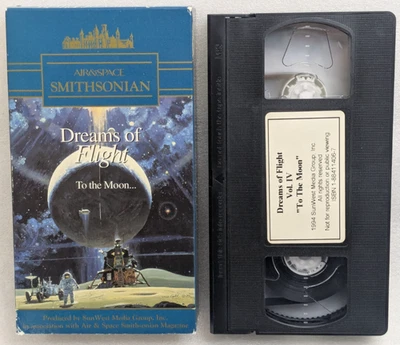 AIR&SPACE
SMITHSONIAN
Dreams of
Flight
To the Moon...
Produced by SunWest Media Group, Inc.,
in association with Air & Space Smithsonian Magazine
Dreams of Flight
Vol. IV
"To The Moon"
1994 SunWest Media Group, Inc.
All rights reserved
Not for reproduction or public viewing